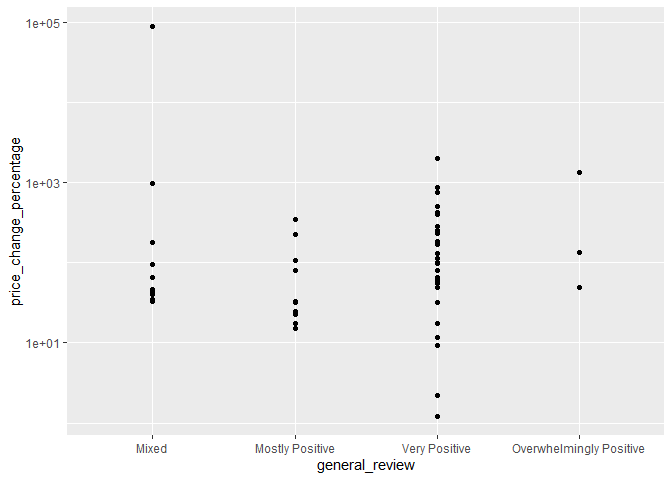 1e+05
1e+03
1e+01
price_change_percentage
Mixed
Mostly Positive
Very Positive
Overwhelmingly Positive
general_review